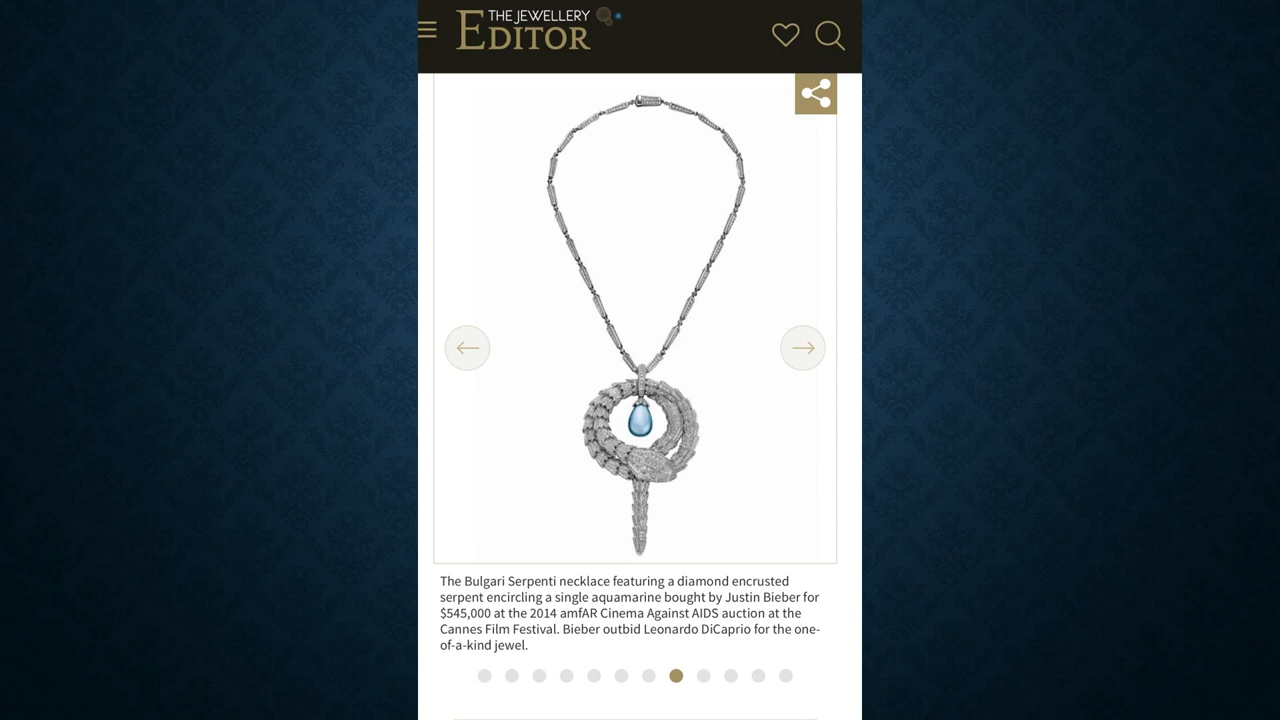 THE JEWELLERY
EDITOR
The Bulgari Serpenti necklace featuring a diamond encrusted
serpent encircling a single aquamarine bought by Justin Bieber for
$545,000 at the 2014 amfAR Cinema Against AIDS auction at the
Cannes Film Festival. Bieber outbid Leonardo DiCaprio for the one-
of-a-kind jewel.